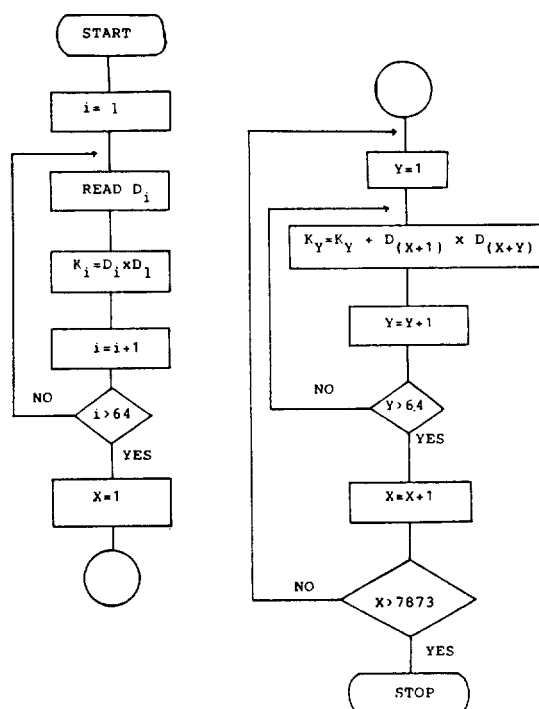 START
i= 1
READ D_i
K_i=D_i×D_1
i=i+1
NO
i>64
YES
X=1
Y=1
K_Y=K_Y + D_(X+1) × D_(X+Y)
Y=Y+1
NO
Y>64
YES
X=X+1
NO
X>7873
YES
STOP